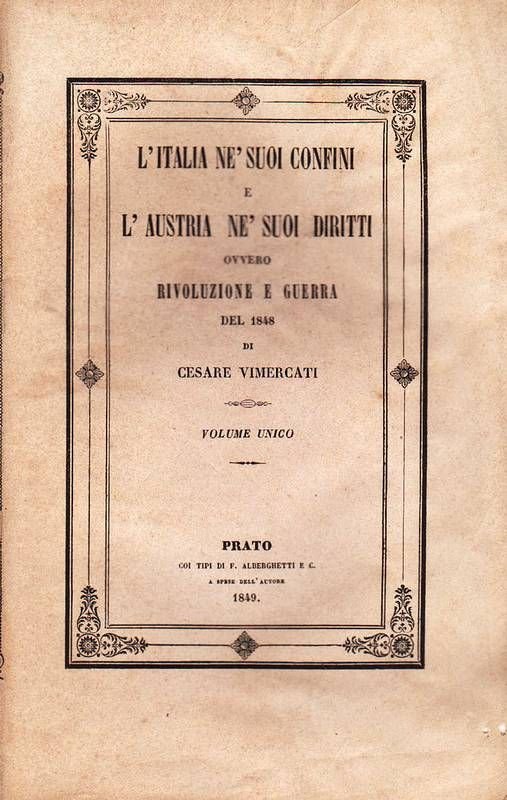 L'ITALIA NE' SUOI CONFINI
E
L' AUSTRIA NE' SUOI DIRITTI
OVVERO
RIVOLUZIONE E GUERRA
DEL 1848
DI
CESARE VIMERCATI
VOLUME UNICO
PRATO
COI TIPI DI F. ALBERGHETTI E C.
A SPESE DELL'AUTORE
1849.